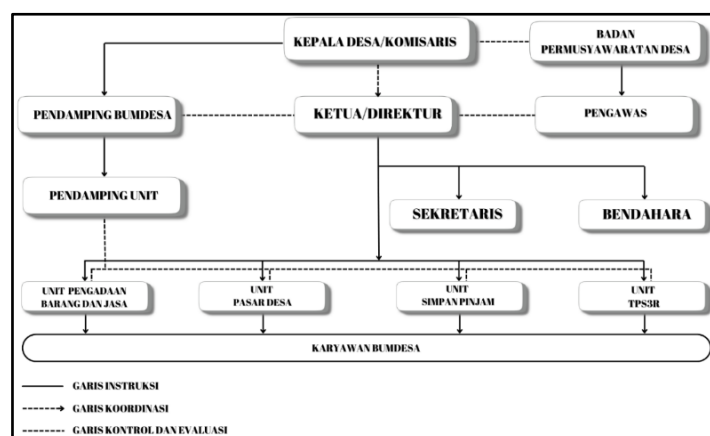 KEPALA DESA/KOMISARIS
BADAN
PERMUSYAWARATAN DESA
PENDAMPING BUMDESA
KETUA/DIREKTUR
PENGAWAS
PENDAMPING UNIT
SEKRETARIS
BENDAHARA
UNIT PENGADAAN
BARANG DAN JASA
UNIT
PASAR DESA
UNIT
SIMPAN PINJAM
UNIT
TPS3R
KARYAWAN BUMDESA
GARIS INSTRUKSI
GARIS KOORDINASI
GARIS KONTROL DAN EVALUASI